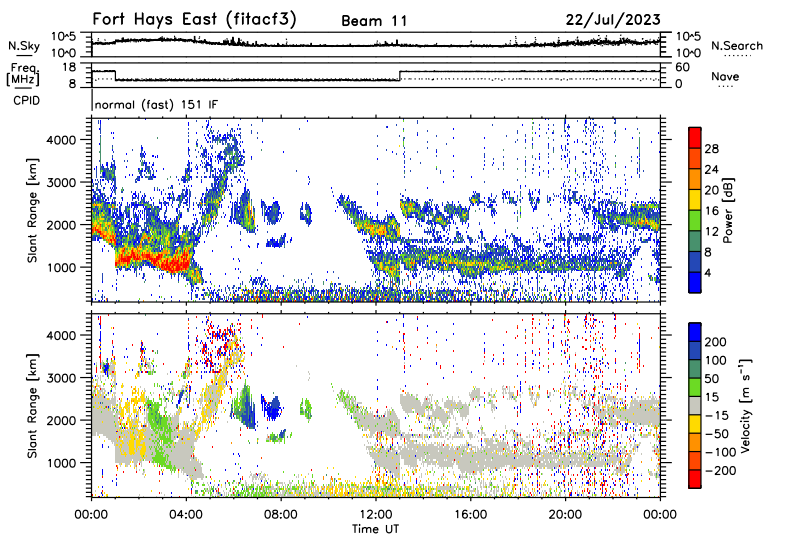 Fort Hays East (fitacf3) Beam 11 22/Jul/2023
N.Sky 10^5 10^0 10^5 10^0 N.Search
Freq. [MHz] 18 8 60 0 Nave
CPID normal (fast) 151 IF
Slant Range [km] 4000 3000 2000 1000
Power [dB] 28 24 20 16 12 8 4
Slant Range [km] 4000 3000 2000 1000
Velocity [m s⁻¹] 200 100 50 15 −15 −50 −100 −200
00:00 04:00 08:00 12:00 16:00 20:00 00:00
Time UT